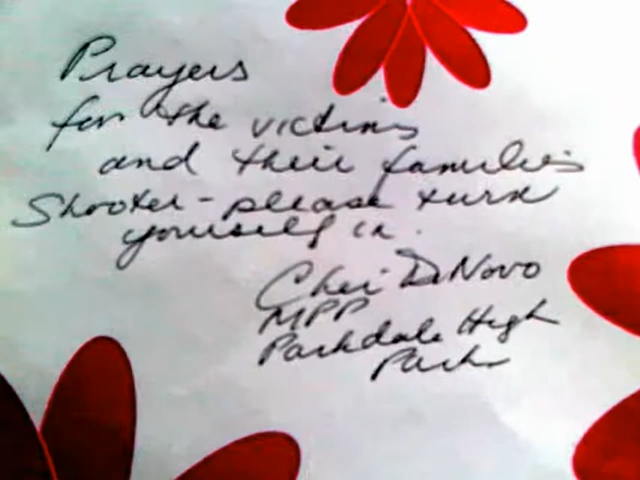 Prayers
for the victims
and their families
Shooter - please turn
yourself in.
Cheri DiNovo
MPP
Parkdale High
Park